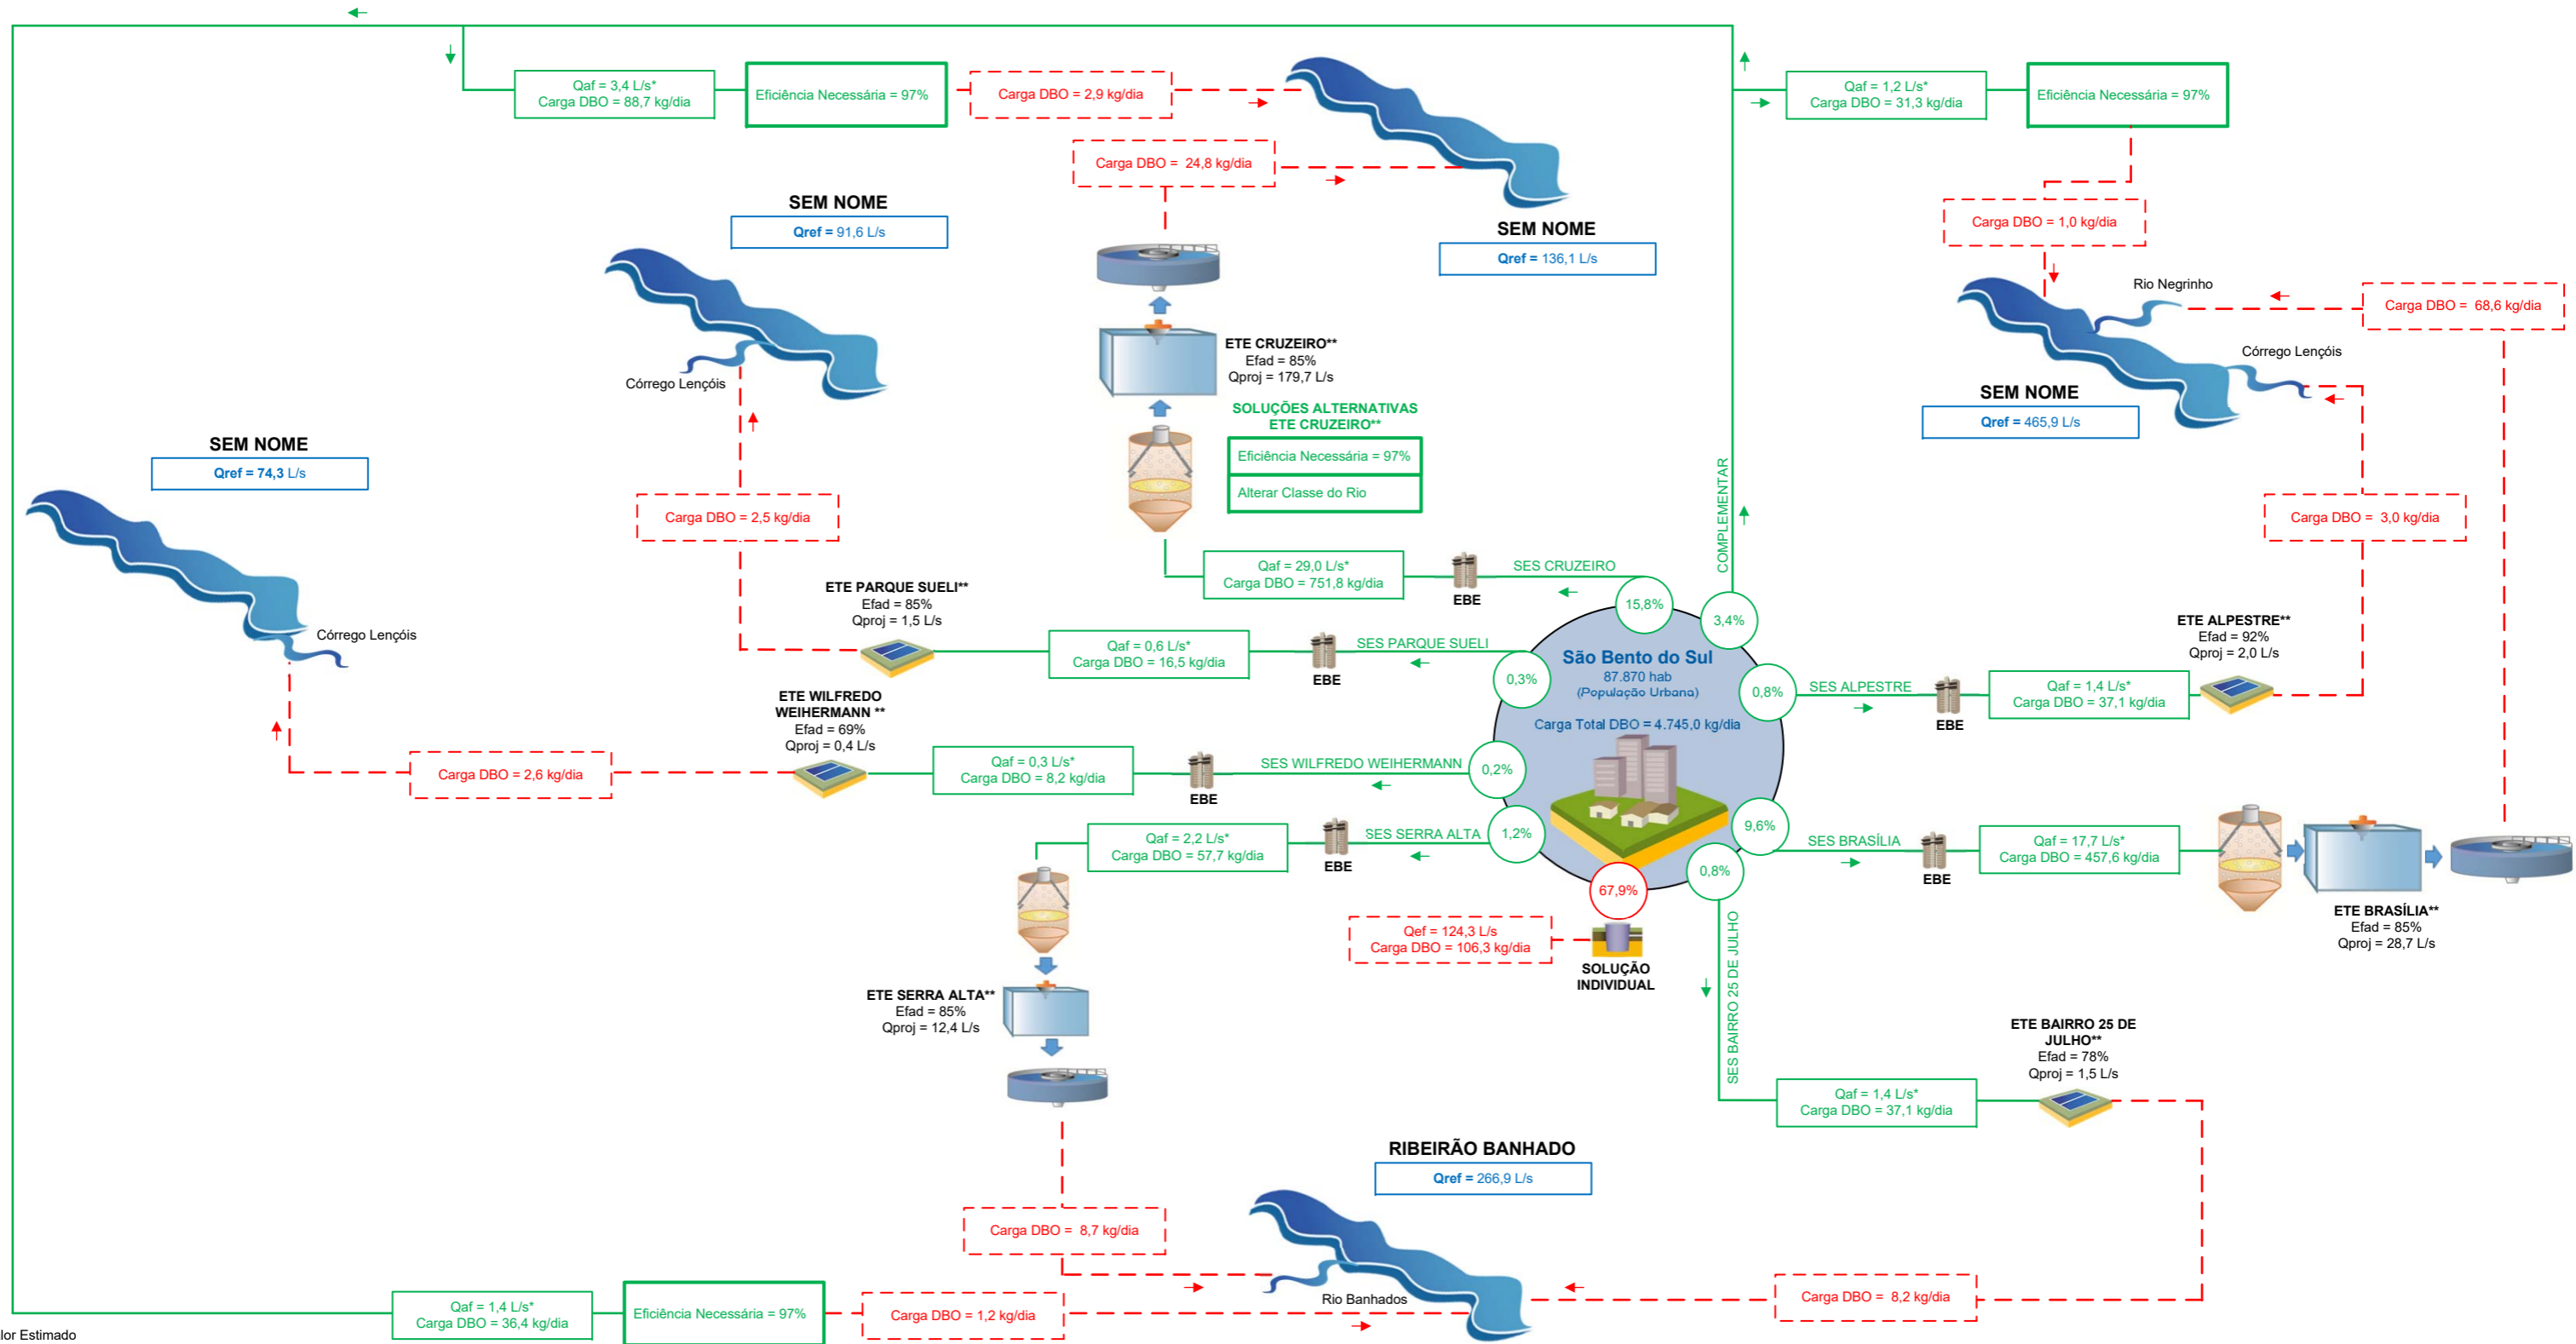 Qaf = 3,4 L/s*
Carga DBO = 88,7 kg/dia
Eficiência Necessária = 97%
Carga DBO = 2,9 kg/dia
Qaf = 1,2 L/s*
Carga DBO = 31,3 kg/dia
Eficiência Necessária = 97%
Carga DBO = 24,8 kg/dia
SEM NOME
Qref = 91,6 L/s
SEM NOME
Qref = 136,1 L/s
Carga DBO = 1,0 kg/dia
Rio Negrinho
Carga DBO = 68,6 kg/dia
Córrego Lençóis
ETE CRUZEIRO**
Efad = 85%
Qproj = 179,7 L/s
Córrego Lençóis
SEM NOME
Qref = 465,9 L/s
SOLUÇÕES ALTERNATIVAS
ETE CRUZEIRO**
Eficiência Necessária = 97%
Alterar Classe do Rio
SEM NOME
Qref = 74,3 L/s
Carga DBO = 2,5 kg/dia
COMPLEMENTAR
Carga DBO = 3,0 kg/dia
Qaf = 29,0 L/s*
Carga DBO = 751,8 kg/dia
EBE
SES CRUZEIRO
15,8%
3,4%
ETE PARQUE SUELI**
Efad = 85%
Qproj = 1,5 L/s
Córrego Lençóis
Qaf = 0,6 L/s*
Carga DBO = 16,5 kg/dia
EBE
SES PARQUE SUELI
0,3%
São Bento do Sul
87.870 hab
(População Urbana)
Carga Total DBO = 4.745,0 kg/dia
0,8%
SES ALPESTRE
EBE
Qaf = 1,4 L/s*
Carga DBO = 37,1 kg/dia
ETE ALPESTRE**
Efad = 92%
Qproj = 2,0 L/s
ETE WILFREDO
WEIHERMANN **
Efad = 69%
Qproj = 0,4 L/s
Carga DBO = 2,6 kg/dia
Qaf = 0,3 L/s*
Carga DBO = 8,2 kg/dia
EBE
SES WILFREDO WEIHERMANN
0,2%
Qaf = 2,2 L/s*
Carga DBO = 57,7 kg/dia
EBE
SES SERRA ALTA
1,2%
9,6%
SES BRASÍLIA
EBE
Qaf = 17,7 L/s*
Carga DBO = 457,6 kg/dia
ETE BRASÍLIA**
Efad = 85%
Qproj = 28,7 L/s
0,8%
67,9%
Qef = 124,3 L/s
Carga DBO = 106,3 kg/dia
SOLUÇÃO
INDIVIDUAL
SES BAIRRO 25 DE JULHO
ETE SERRA ALTA**
Efad = 85%
Qproj = 12,4 L/s
ETE BAIRRO 25 DE
JULHO**
Efad = 78%
Qproj = 1,5 L/s
Qaf = 1,4 L/s*
Carga DBO = 37,1 kg/dia
RIBEIRÃO BANHADO
Qref = 266,9 L/s
Carga DBO = 8,7 kg/dia
Rio Banhados
Carga DBO = 8,2 kg/dia
Qaf = 1,4 L/s*
Carga DBO = 36,4 kg/dia
Eficiência Necessária = 97%
Carga DBO = 1,2 kg/dia
lor Estimado